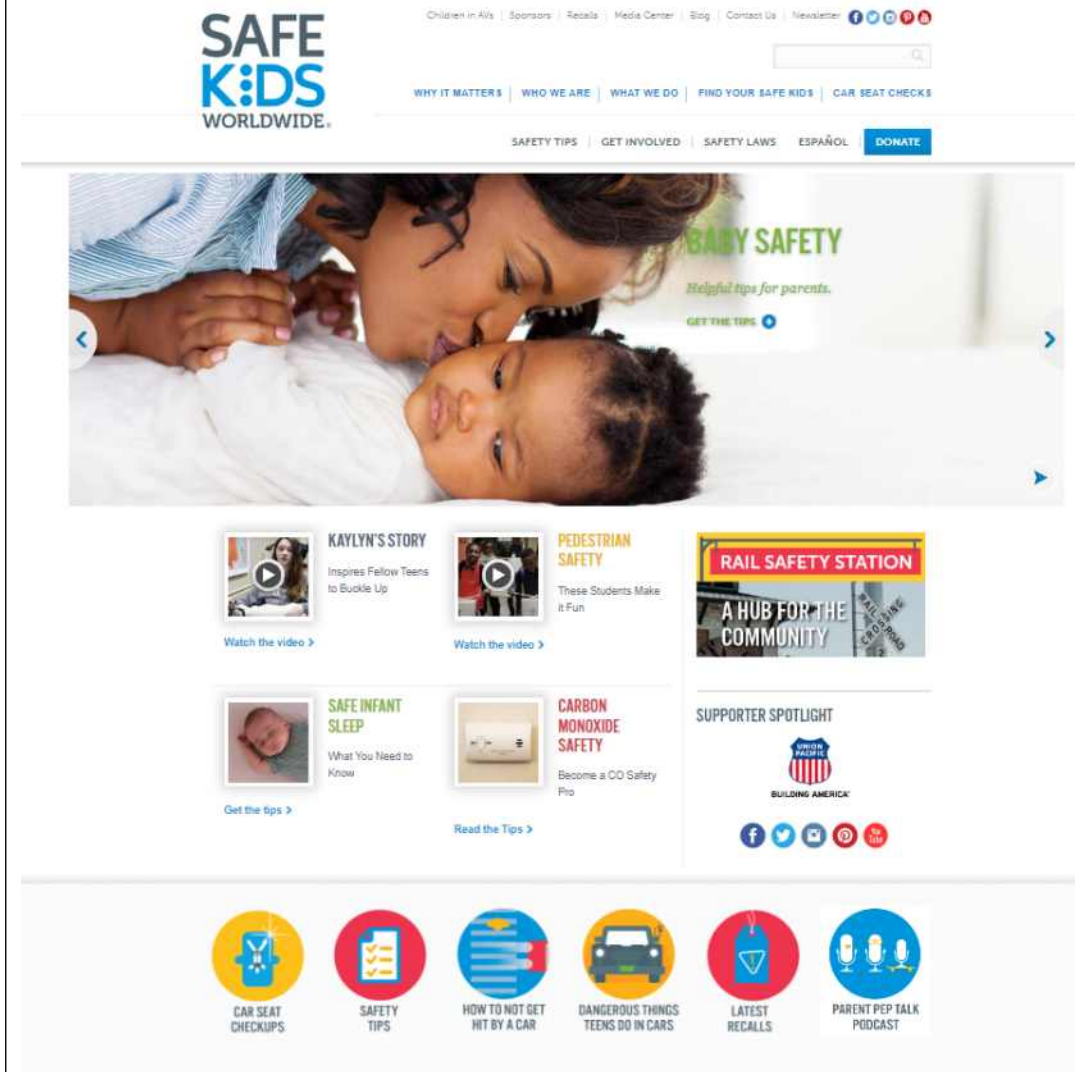 SAFE
KIDS
WORLDWIDE®
Children in AVs | Sponsors | Recalls | Media Center | Blog | Contact Us | Newsletter
WHY IT MATTERS | WHO WE ARE | WHAT WE DO | FIND YOUR SAFE KIDS | CAR SEAT CHECKS
SAFETY TIPS | GET INVOLVED | SAFETY LAWS ESPAÑOL | DONATE
BABY SAFETY
Helpful tips for parents.
GET THE TIPS
KAYLYN'S STORY
Inspires Fellow Teens
to Buckle Up
Watch the video >
PEDESTRIAN
SAFETY
These Students Make
it Fun
Watch the video >
RAIL SAFETY STATION
A HUB FOR THE
COMMUNITY
RAIL ROAD
CROSSING
2
SAFE INFANT
SLEEP
What You Need to
Know
Get the tips >
CARBON
MONOXIDE
SAFETY
Become a CO Safety
Pro
Read the Tips >
SUPPORTER SPOTLIGHT
UNION
PACIFIC
BUILDING AMERICA®
You
Tube
CAR SEAT
CHECKUPS
SAFETY
TIPS
HOW TO NOT GET
HIT BY A CAR
DANGEROUS THINGS
TEENS DO IN CARS
LATEST
RECALLS
PARENT PEP TALK
PODCAST